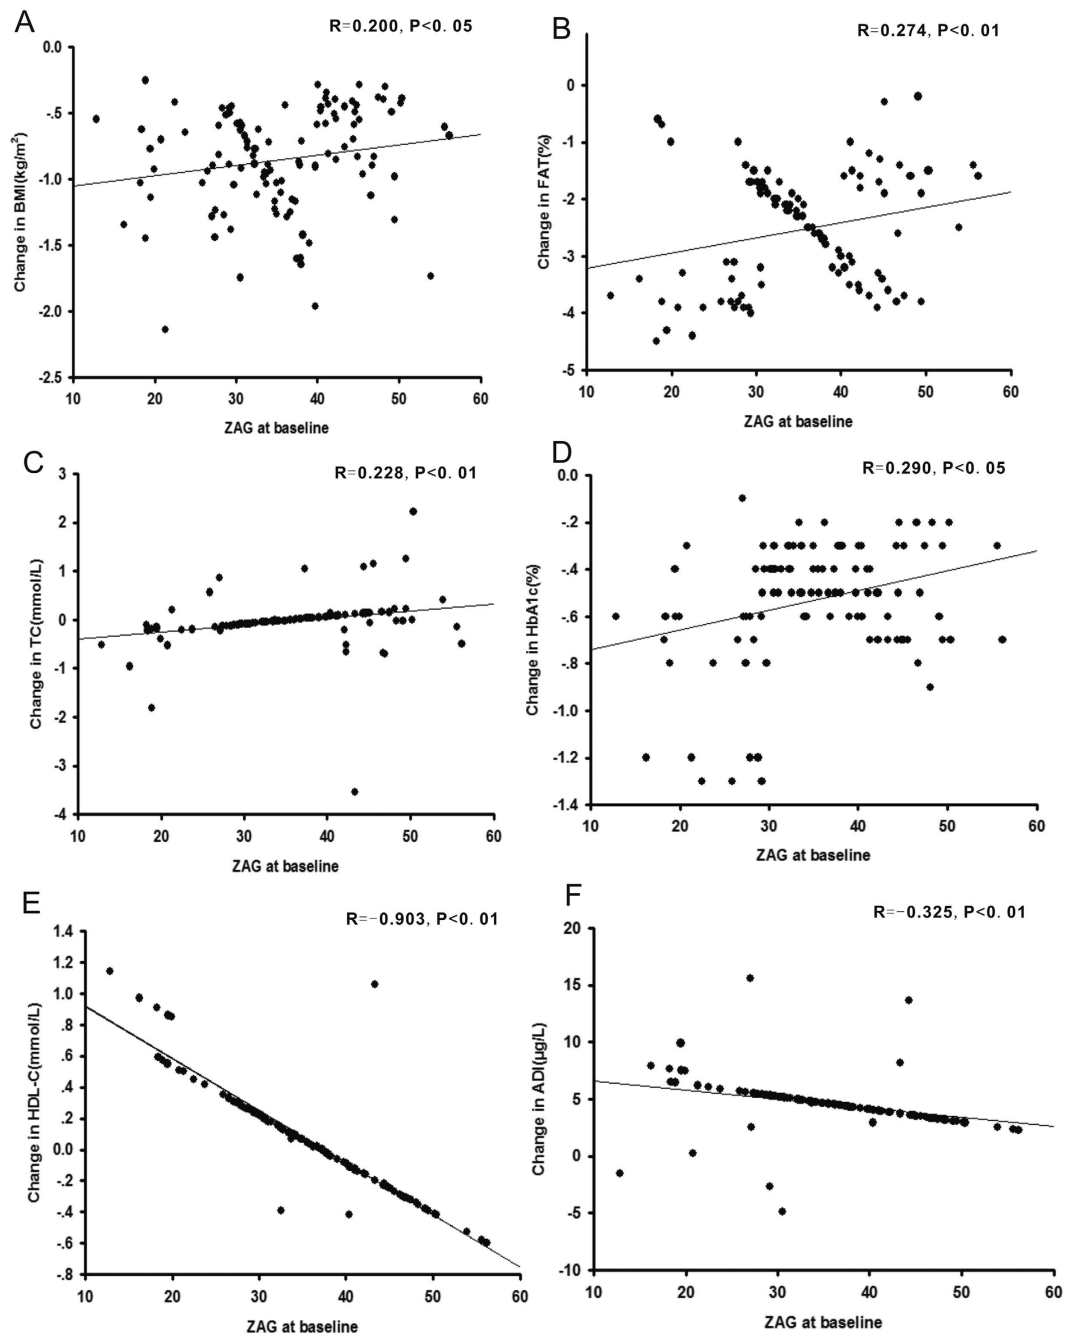 A
R=0.200, P<0.05
0.0
-.5
-1.0
-1.5
-2.0
-2.5
Change in BMI(kg/m²)
10 20 30 40 50 60
ZAG at baseline
B
R=0.274, P<0.01
0
-1
-2
-3
-4
-5
Change in FAT(%)
10 20 30 40 50 60
ZAG at baseline
C
R=0.228, P<0.01
3
2
1
0
-1
-2
-3
-4
Change in TC(mmol/L)
10 20 30 40 50 60
ZAG at baseline
D
R=0.290, P<0.05
0.0
-.2
-.4
-.6
-.8
-1.0
-1.2
-1.4
Change in HbA1c(%)
10 20 30 40 50 60
ZAG at baseline
E
R=-0.903, P<0.01
1.4
1.2
1.0
.8
.6
.4
.2
0.0
-.2
-.4
-.6
-.8
Change in HDL-C(mmol/L)
10 20 30 40 50 60
ZAG at baseline
F
R=-0.325, P<0.01
20
15
10
5
0
-5
-10
Change in ADI(μg/L)
10 20 30 40 50 60
ZAG at baseline